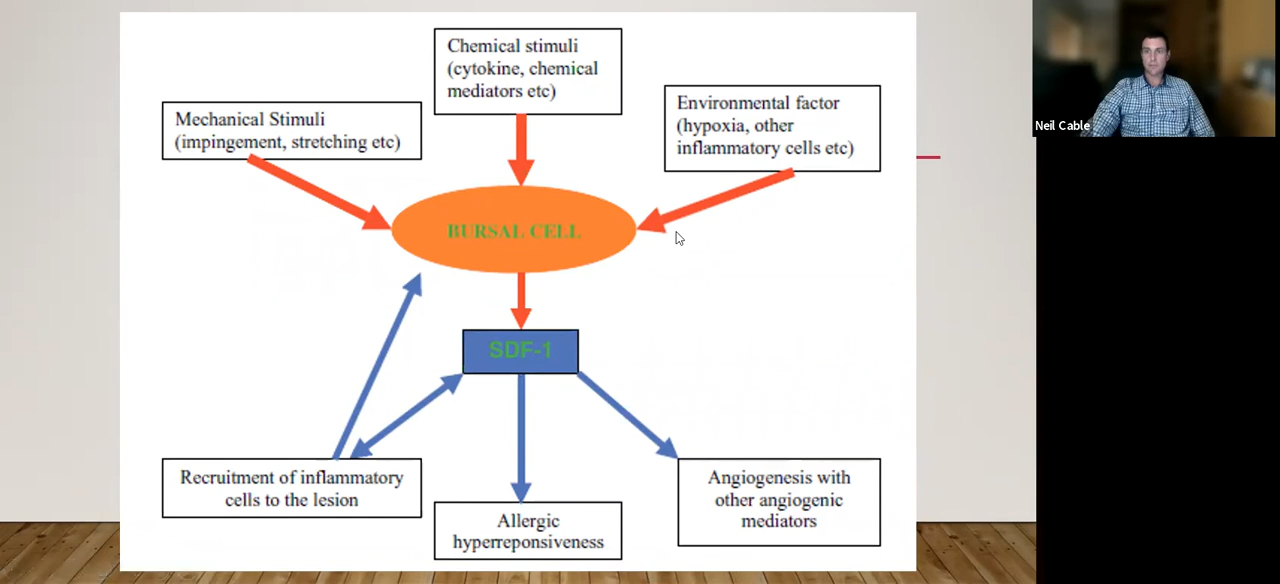 Chemical stimuli
(cytokine, chemical
mediators etc)
Mechanical Stimuli
(impingement, stretching etc)
Environmental factor
(hypoxia, other
inflammatory cells etc)
BURSAL CELL
SDF-1
Recruitment of inflammatory
cells to the lesion
Allergic
hyperreponsiveness
Angiogenesis with
other angiogenic
mediators
Neil Cable